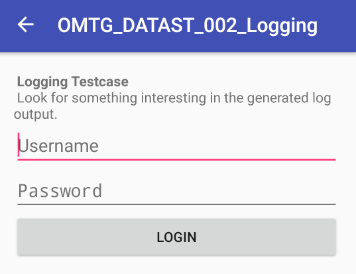 OMTG_DATAST_002_Logging
Logging Testcase
Look for something interesting in the generated log
output.
Username
Password
LOGIN